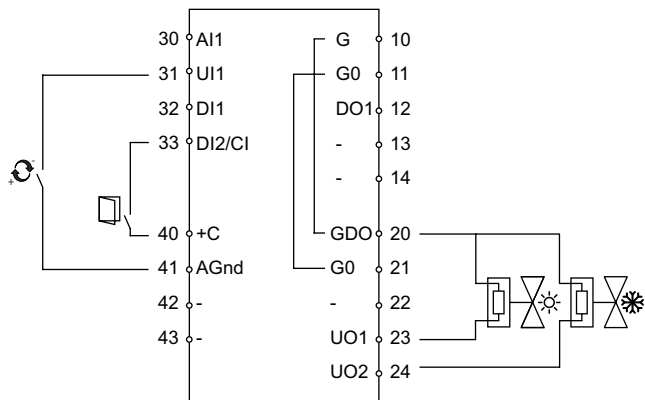 30 AI1 G 10
31 UI1 G0 11
32 DI1 DO1 12
33 DI2/CI - 13
- 14
40 +C GDO 20
41 AGnd G0 21
42 - - 22
43 - UO1 23
UO2 24
- +